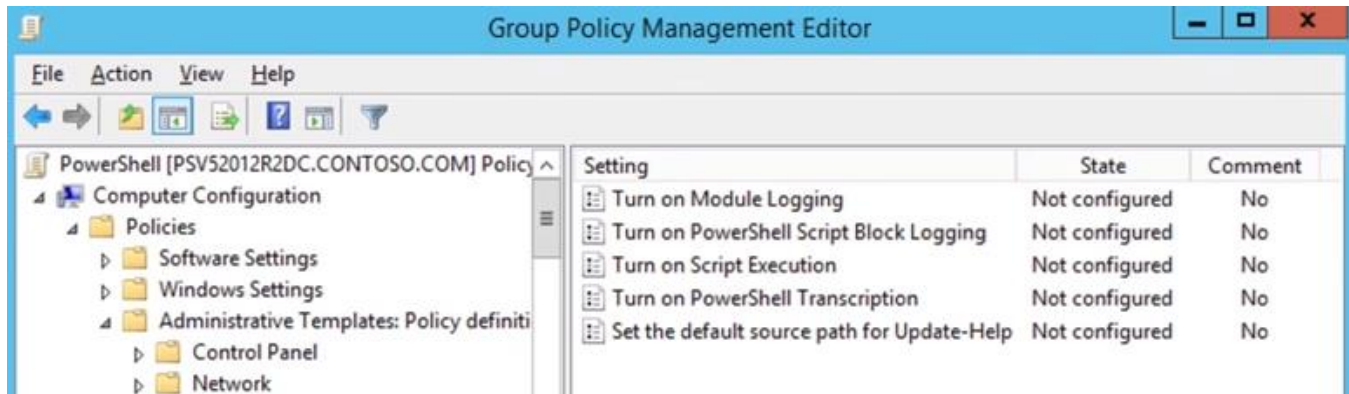 Group Policy Management Editor
File Action View Help
PowerShell [PSV52012R2DC.CONTOSO.COM] Policy
Computer Configuration
Policies
Software Settings
Windows Settings
Administrative Templates: Policy definiti
Control Panel
Network
Setting State Comment
Turn on Module Logging Not configured No
Turn on PowerShell Script Block Logging Not configured No
Turn on Script Execution Not configured No
Turn on PowerShell Transcription Not configured No
Set the default source path for Update-Help Not configured No